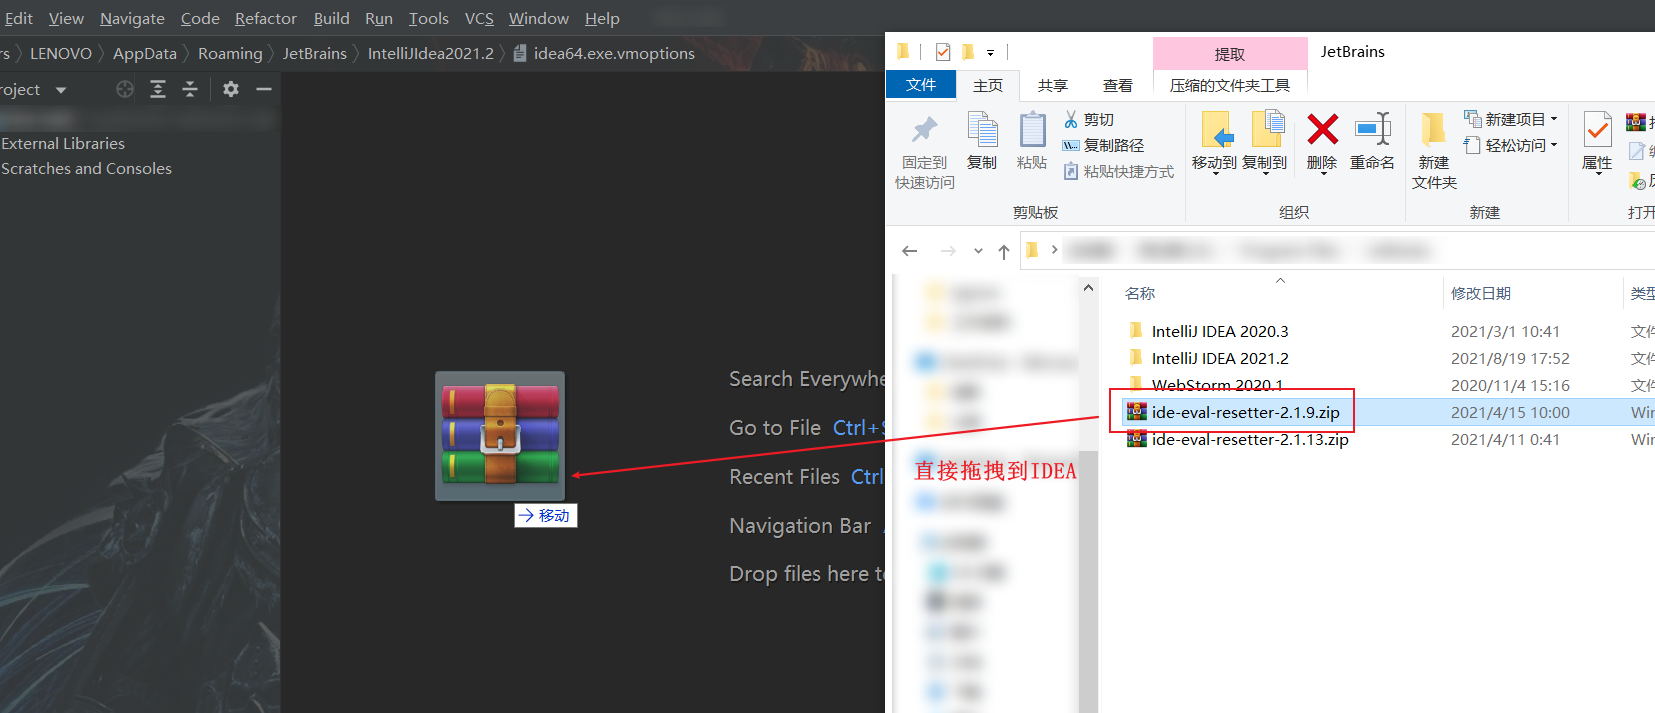 Edit View Navigate Code Refactor Build Run Tools VCS Window Help
rs LENOVO AppData Roaming JetBrains IntelliJIdea2021.2 idea64.exe.vmoptions
roject
External Libraries
Scratches and Consoles
Search Everywhe
Go to File Ctrl+S
Recent Files Ctrl
Navigation Bar
Drop files here to
移动
提取 JetBrains
文件 主页 共享 查看 压缩的文件夹工具
固定到
快速访问
复制
粘贴
剪切
复制路径
粘贴快捷方式
剪贴板
移动到 复制到 删除 重命名
组织
新建
文件夹
新建项目
轻松访问
新建
属性
打开
名称 修改日期 类型
IntelliJ IDEA 2020.3 2021/3/1 10:41 文件
IntelliJ IDEA 2021.2 2021/8/19 17:52 文件
WebStorm 2020.1 2020/11/4 15:16 文件
ide-eval-resetter-2.1.9.zip 2021/4/15 10:00 Win
ide-eval-resetter-2.1.13.zip 2021/4/11 0:41 Win
直接拖拽到IDEA